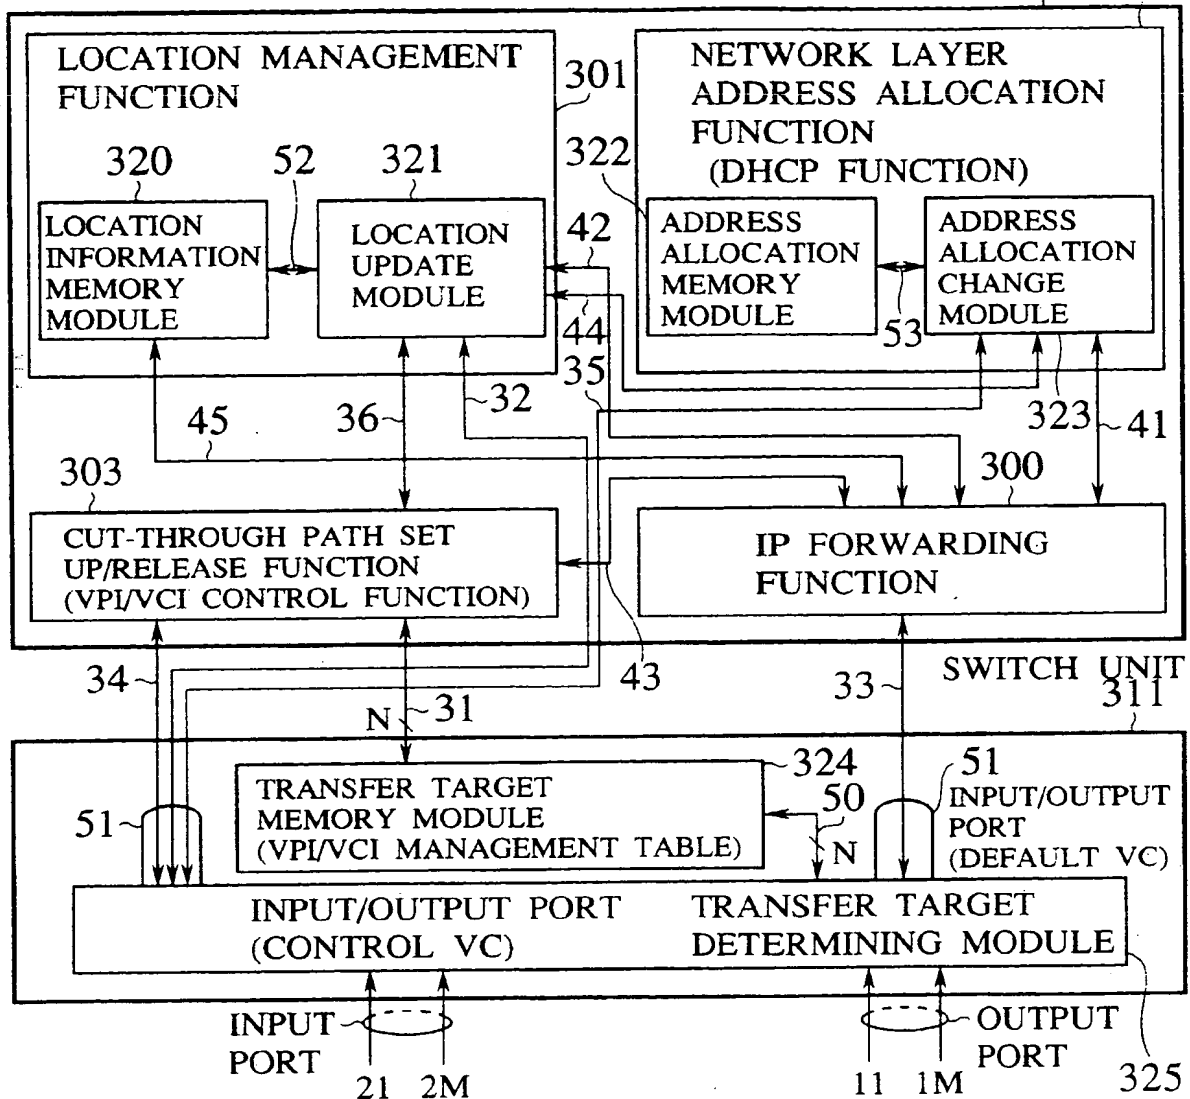 LOCATION MANAGEMENT
FUNCTION
301
NETWORK LAYER
ADDRESS ALLOCATION
FUNCTION
(DHCP FUNCTION)
320
52
321
322
LOCATION
INFORMATION
MEMORY
MODULE
LOCATION
UPDATE
MODULE
42
44
ADDRESS
ALLOCATION
MEMORY
MODULE
53
ADDRESS
ALLOCATION
CHANGE
MODULE
35
32
36
45
323
41
303
300
CUT-THROUGH PATH SET
UP/RELEASE FUNCTION
(VPI/VCI CONTROL FUNCTION)
IP FORWARDING
FUNCTION
34
31
N
43
33
SWITCH UNIT
311
51
TRANSFER TARGET
MEMORY MODULE
(VPI/VCI MANAGEMENT TABLE)
324
50
N
51
INPUT/OUTPUT
PORT
(DEFAULT VC)
INPUT/OUTPUT PORT
(CONTROL VC)
TRANSFER TARGET
DETERMINING MODULE
INPUT
PORT
21
2M
11
1M
OUTPUT
PORT
325